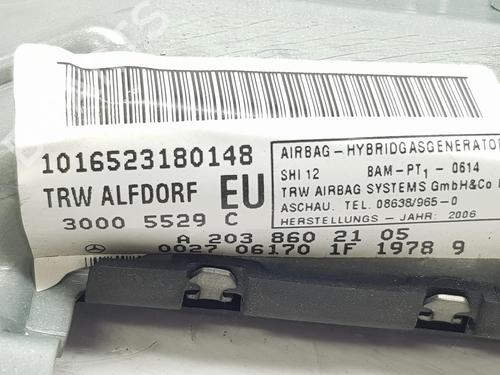 1016523180148
TRW ALFDORF EU
3000 5529 C
A 203 860 21 05
0027 06170 1F 1978 9
AIRBAG - HYBRIDGASGENERATOR
SHI 12 BAM-PT1 - 0614
TRW AIRBAG SYSTEMS GmbH&Co
ASCHAU. TEL. 08638/965-0
HERSTELLUNGS - JAHR: 2006